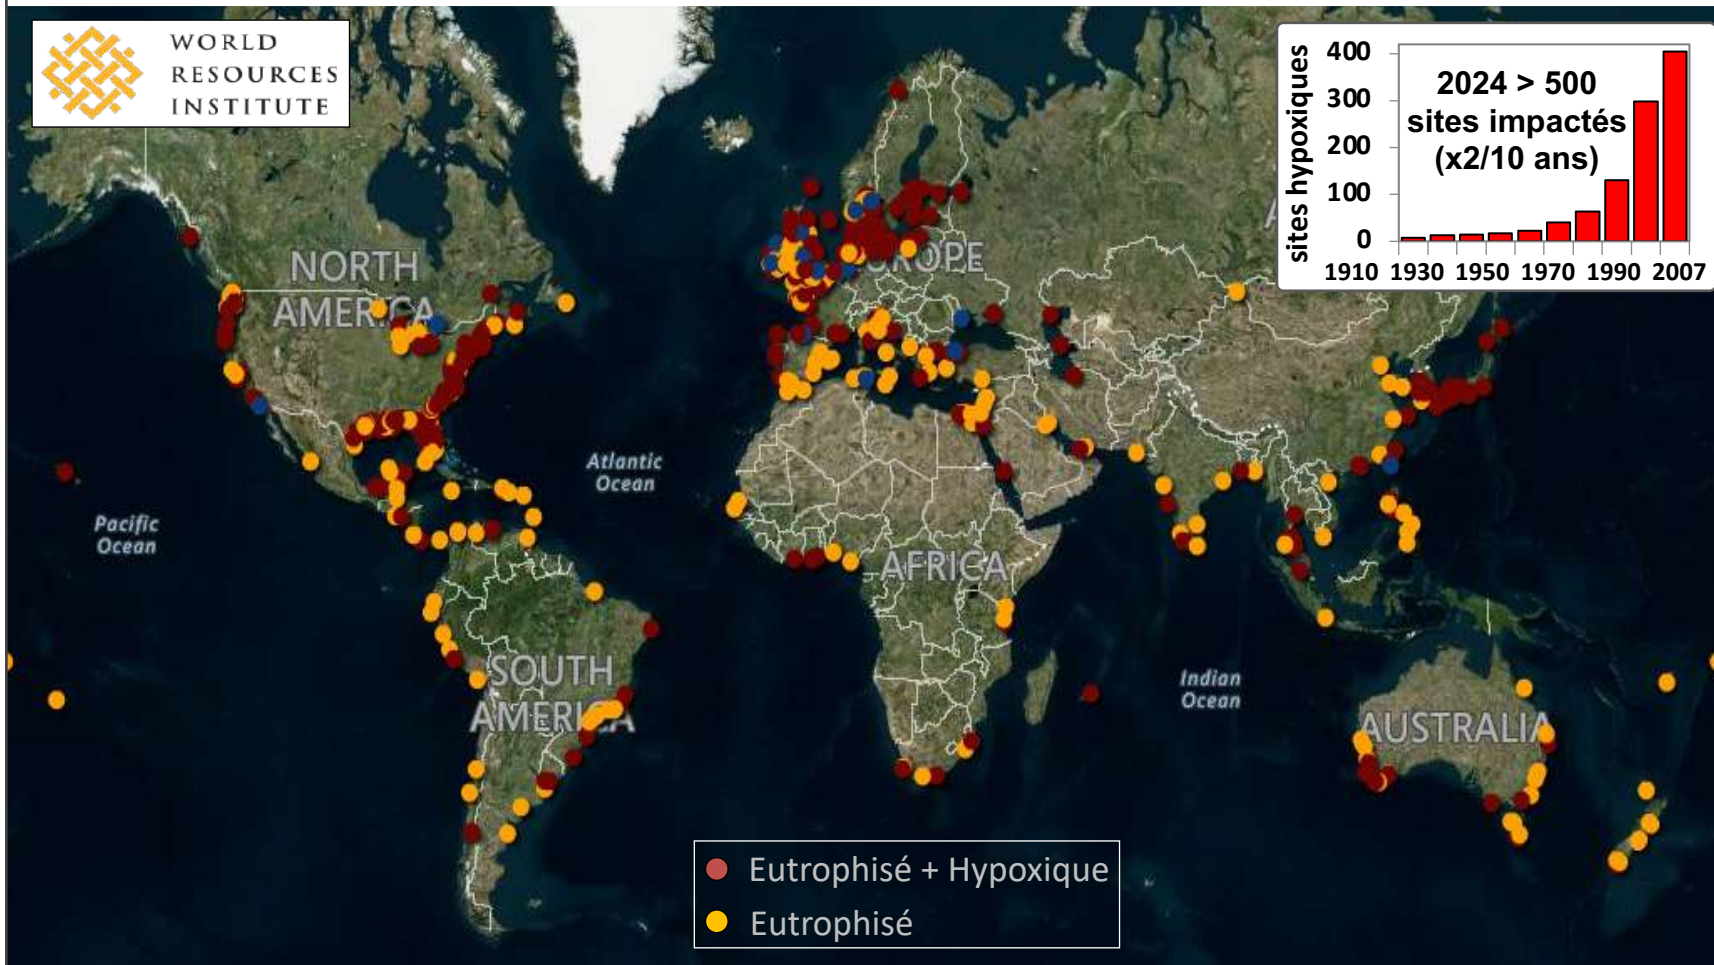 WORLD
RESOURCES
INSTITUTE
sites hypoxiques
400
300
200
100
0
2024 > 500
sites impactés
(x2/10 ans)
1910 1930 1950 1970 1990 2007
NORTH
AMERICA
EUROPE
A
Atlantic
Ocean
Pacific
Ocean
AFRICA
SOUTH
AMERICA
Indian
Ocean
AUSTRALIA
Eutrophisé + Hypoxique
Eutrophisé